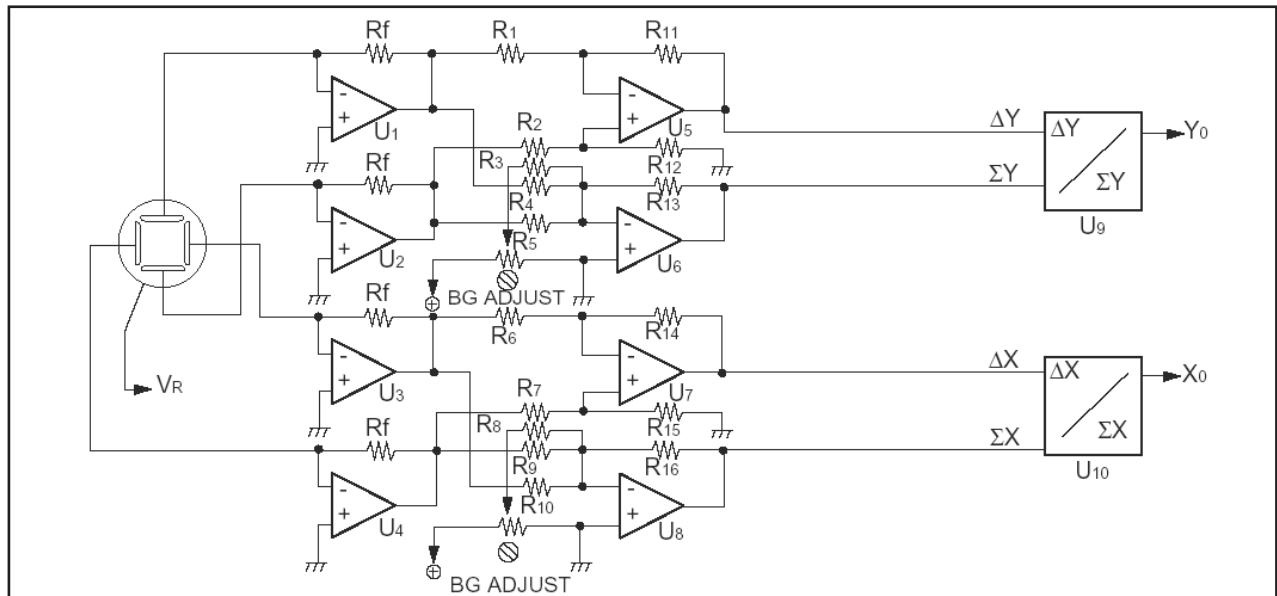 Rf R1 R11
- + U1
- + U5
R2
ΔY ΔY ΣY Y0
R3 R12
Rf
R4 R13 ΣY
U9
- + U2
R5
- + U6
BG ADJUST
Rf R6 R14
VR
- + U3
- + U7
R7
ΔX ΔX ΣX X0
R8 R15
Rf
R9 R16 ΣX
U10
R10
- + U4
- + U8
BG ADJUST